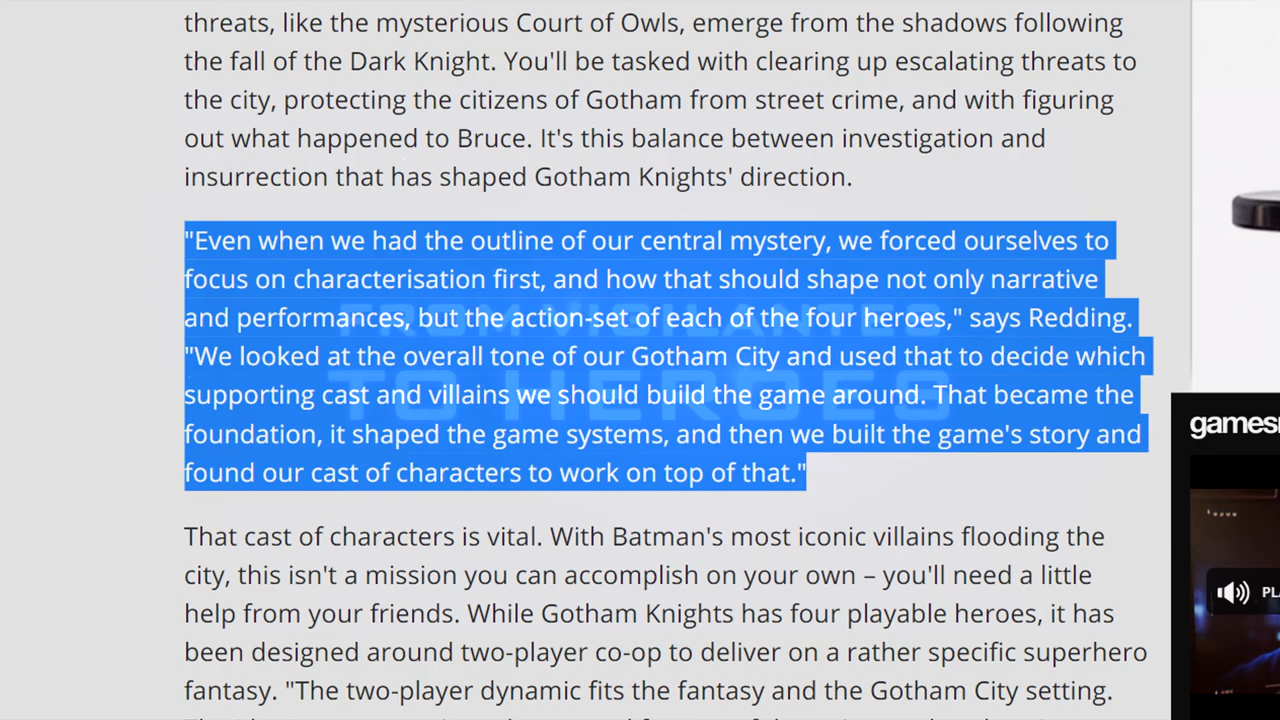 threats, like the mysterious Court of Owls, emerge from the shadows following
the fall of the Dark Knight. You'll be tasked with clearing up escalating threats to
the city, protecting the citizens of Gotham from street crime, and with figuring
out what happened to Bruce. It's this balance between investigation and
insurrection that has shaped Gotham Knights' direction.
"Even when we had the outline of our central mystery, we forced ourselves to
focus on characterisation first, and how that should shape not only narrative
and performances, but the action-set of each of the four heroes," says Redding.
"We looked at the overall tone of our Gotham City and used that to decide which
supporting cast and villains we should build the game around. That became the
foundation, it shaped the game systems, and then we built the game's story and
found our cast of characters to work on top of that."
FROM VIGILANTES
TO HEROES
That cast of characters is vital. With Batman's most iconic villains flooding the
city, this isn't a mission you can accomplish on your own – you'll need a little
help from your friends. While Gotham Knights has four playable heroes, it has
been designed around two-player co-op to deliver on a rather specific superhero
fantasy. "The two-player dynamic fits the fantasy and the Gotham City setting.